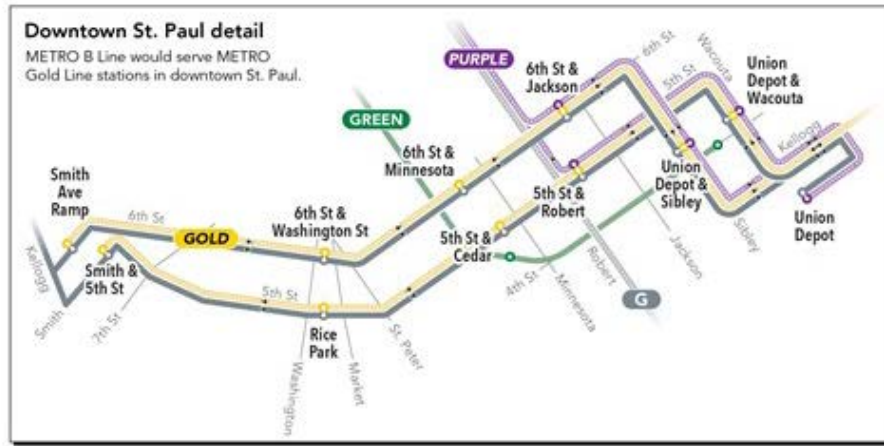 Downtown St. Paul detail
METRO B Line would serve METRO
Gold Line stations in downtown St. Paul.
PURPLE
6th St &
Jackson
6th St
Wacouta
5th St
Union
Depot &
Wacouta
GREEN
6th St &
Minnesota
Kellogg
Smith
Ave
Ramp
6th St
GOLD
6th St &
Washington St
5th St &
Robert
Union
Depot &
Sibley
Union
Depot
Kellogg
Smith &
5th St
5th St &
Cedar
Jackson
Sibley
Smith
7th St
5th St
4th St
Robert
Minnesota
G
Rice
Park
St. Peter
Market
Washington